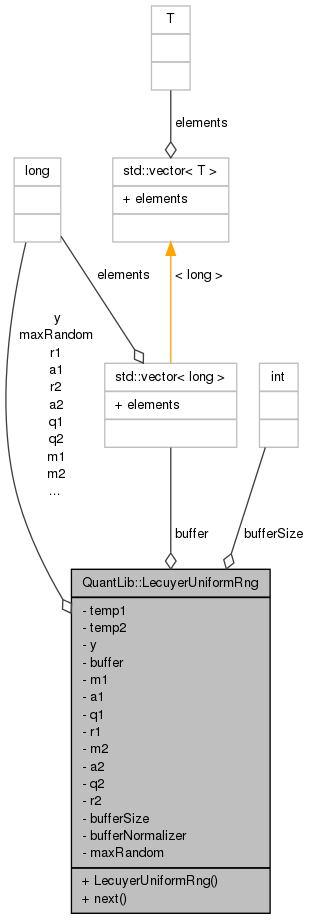 T
elements
long
std::vector< T >
+ elements
elements
< long >
y
maxRandom
r1
a1
r2
a2
q1
q2
m1
m2
...
std::vector< long >
+ elements
int
buffer
bufferSize
QuantLib::LecuyerUniformRng
- temp1
- temp2
- y
- buffer
- m1
- a1
- q1
- r1
- m2
- a2
- q2
- r2
- bufferSize
- bufferNormalizer
- maxRandom
+ LecuyerUniformRng()
+ next()